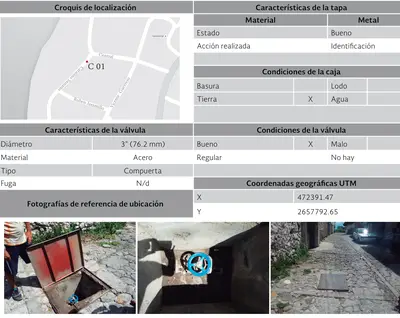 Croquis de localización
C 01
Características de la tapa
Material Metal
Estado Bueno
Acción realizada Identificación
Condiciones de la caja
Basura Lodo
Tierra X Agua
Características de la válvula
Diámetro 3" (76.2 mm)
Material Acero
Tipo Compuerta
Fuga N/d
Condiciones de la válvula
Bueno X Malo
Regular No hay
Coordenadas geográficas UTM
X 472391.47
Y 2657792.65
Fotografías de referencia de ubicación